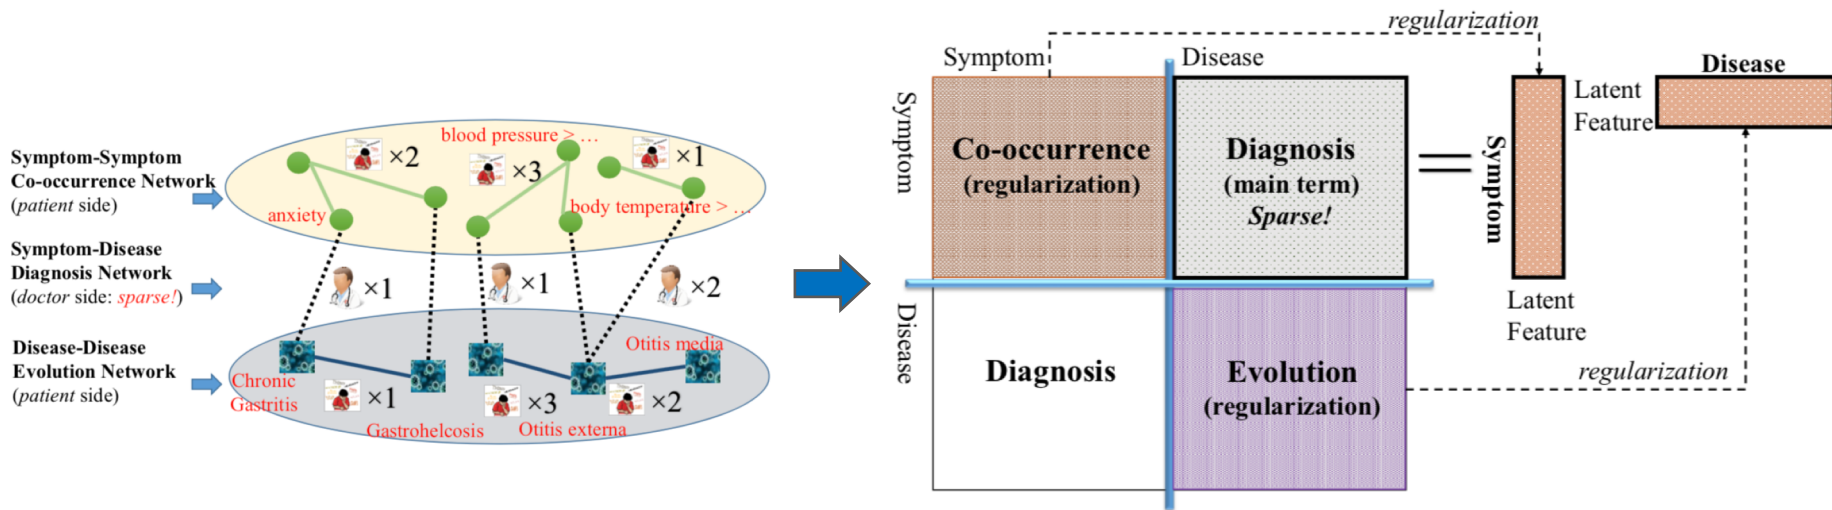 Symptom-Symptom
Co-occurrence Network
(patient side)
Symptom-Disease
Diagnosis Network
(doctor side: sparse!)
Disease-Disease
Evolution Network
(patient side)
blood pressure > ...
×2
×3
×1
anxiety
body temperature > ...
×1
×1
×2
Otitis media
Chronic
Gastritis
×1
×3
×2
Gastrohelcosis
Otitis externa
regularization
Symptom
Disease
Symptom
Co-occurrence
(regularization)
Diagnosis
(main term)
Sparse!
Disease
Diagnosis
Evolution
(regularization)
Symptom
Latent
Feature
Disease
Latent
Feature
regularization